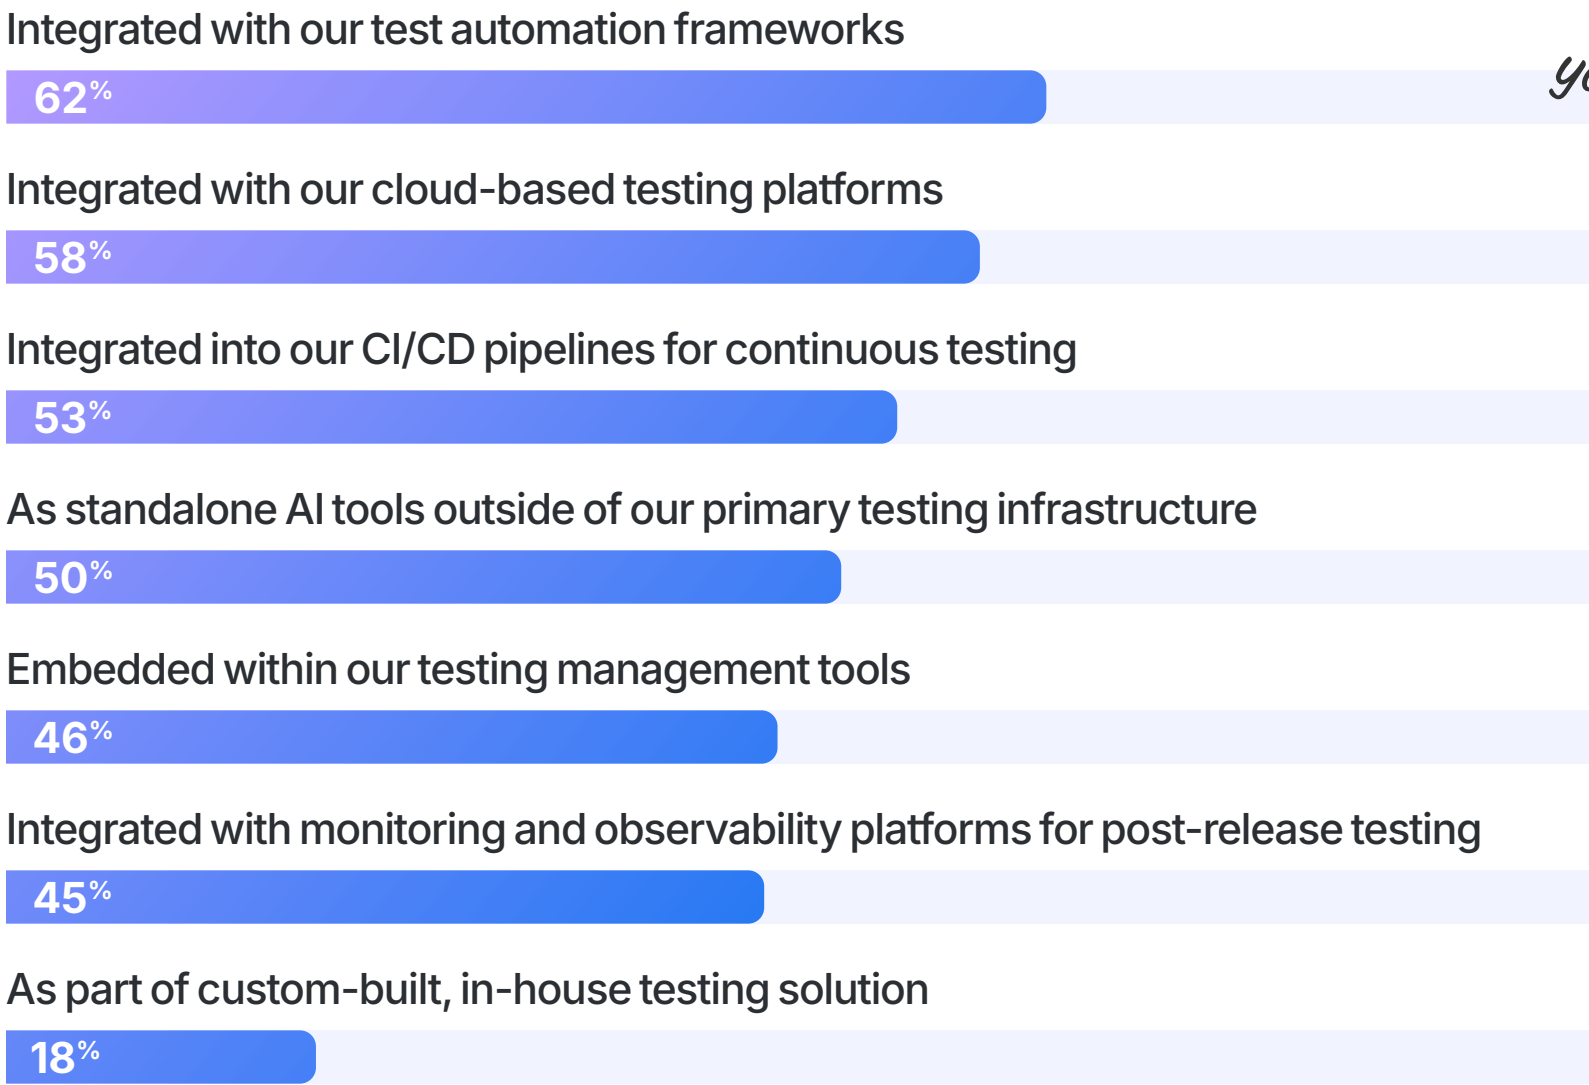 Integrated with our test automation frameworks
62%
Integrated with our cloud-based testing platforms
58%
Integrated into our CI/CD pipelines for continuous testing
53%
As standalone AI tools outside of our primary testing infrastructure
50%
Embedded within our testing management tools
46%
Integrated with monitoring and observability platforms for post-release testing
45%
As part of custom-built, in-house testing solution
18%